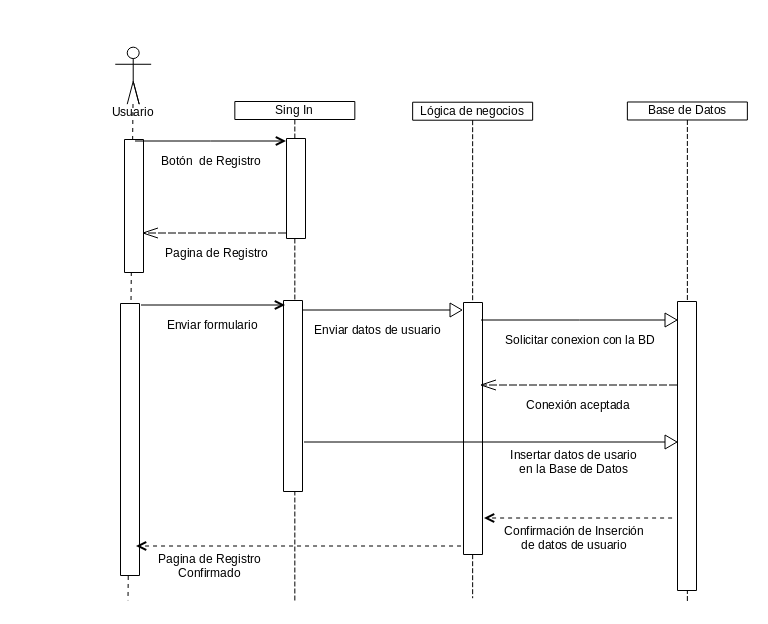 Usuario
Sing In
Lógica de negocios
Base de Datos
Botón  de Registro
Pagina de Registro
Enviar formulario
Enviar datos de usuario
Solicitar conexion con la BD
Conexión aceptada
Insertar datos de usario
en la Base de Datos
Confirmación de Inserción
de datos de usuario
Pagina de Registro
Confirmado